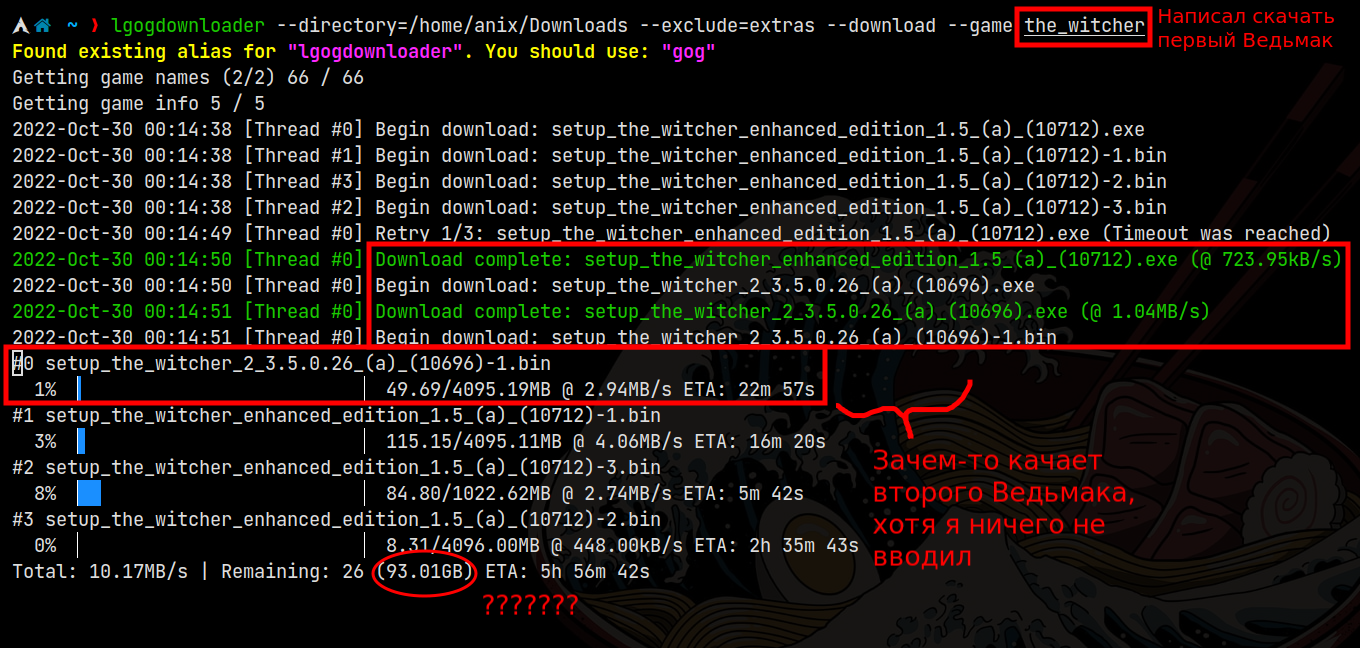 ~ ❯ lgogdownloader --directory=/home/anix/Downloads --exclude=extras --download --game the_witcher
Написал скачать
первый Ведьмак
Found existing alias for "lgogdownloader". You should use: "gog"
Getting game names (2/2) 66 / 66
Getting game info 5 / 5
2022-Oct-30 00:14:38 [Thread #0] Begin download: setup_the_witcher_enhanced_edition_1.5_(a)_(10712).exe
2022-Oct-30 00:14:38 [Thread #1] Begin download: setup_the_witcher_enhanced_edition_1.5_(a)_(10712)-1.bin
2022-Oct-30 00:14:38 [Thread #3] Begin download: setup_the_witcher_enhanced_edition_1.5_(a)_(10712)-2.bin
2022-Oct-30 00:14:38 [Thread #2] Begin download: setup_the_witcher_enhanced_edition_1.5_(a)_(10712)-3.bin
2022-Oct-30 00:14:49 [Thread #0] Retry 1/3: setup_the_witcher_enhanced_edition_1.5_(a)_(10712).exe (Timeout was reached)
2022-Oct-30 00:14:50 [Thread #0] Download complete: setup_the_witcher_enhanced_edition_1.5_(a)_(10712).exe (@ 723.95kB/s)
2022-Oct-30 00:14:50 [Thread #0] Begin download: setup_the_witcher_2_3.5.0.26_(a)_(10696).exe
2022-Oct-30 00:14:51 [Thread #0] Download complete: setup_the_witcher_2_3.5.0.26_(a)_(10696).exe (@ 1.04MB/s)
2022-Oct-30 00:14:51 [Thread #0] Begin download: setup_the_witcher_2_3.5.0.26_(a)_(10696)-1.bin
#0 setup_the_witcher_2_3.5.0.26_(a)_(10696)-1.bin
1% 49.69/4095.19MB @ 2.94MB/s ETA: 22m 57s
#1 setup_the_witcher_enhanced_edition_1.5_(a)_(10712)-1.bin
3% 115.15/4095.11MB @ 4.06MB/s ETA: 16m 20s
#2 setup_the_witcher_enhanced_edition_1.5_(a)_(10712)-3.bin
8% 84.80/1022.62MB @ 2.74MB/s ETA: 5m 42s
#3 setup_the_witcher_enhanced_edition_1.5_(a)_(10712)-2.bin
0% 8.31/4096.00MB @ 448.00kB/s ETA: 2h 35m 43s
Total: 10.17MB/s | Remaining: 26 (93.01GB) ETA: 5h 56m 42s
Зачем-то качает
второго Ведьмака,
хотя я ничего не
вводил
???????